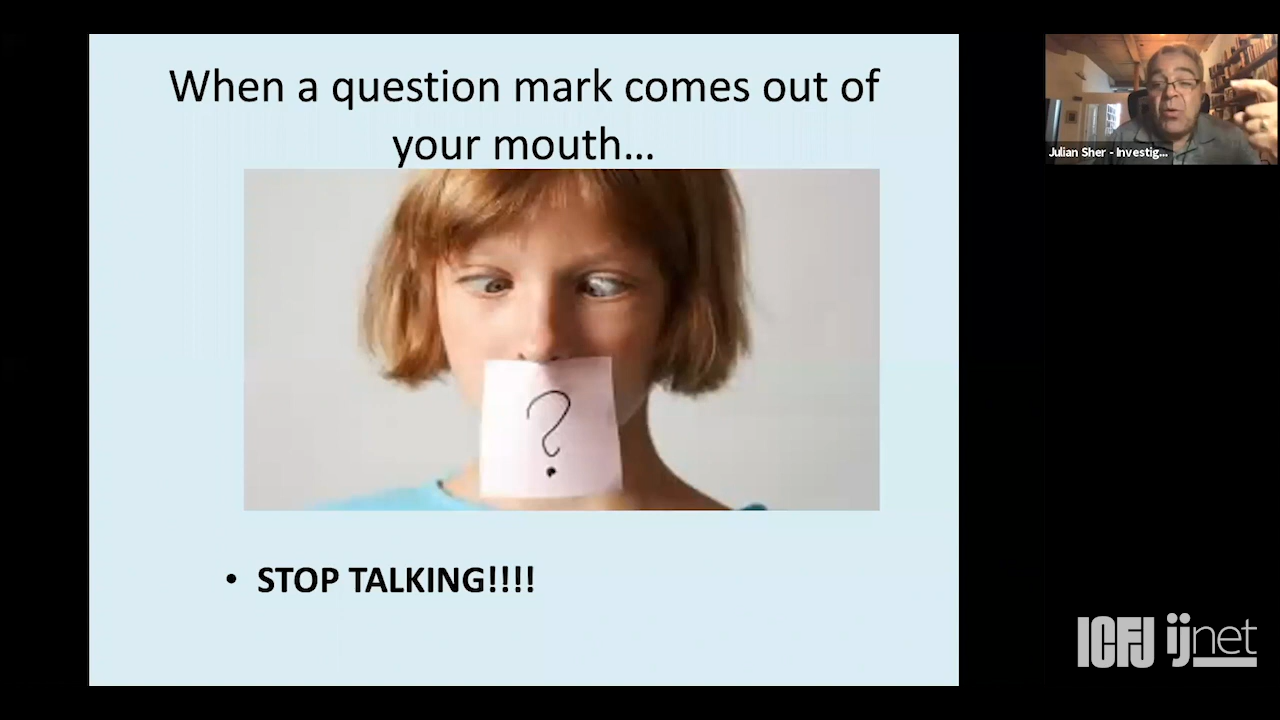 When a question mark comes out of
your mouth...
?
• STOP TALKING!!!!
Julian Sher - Investig...
ICFJ ijnet